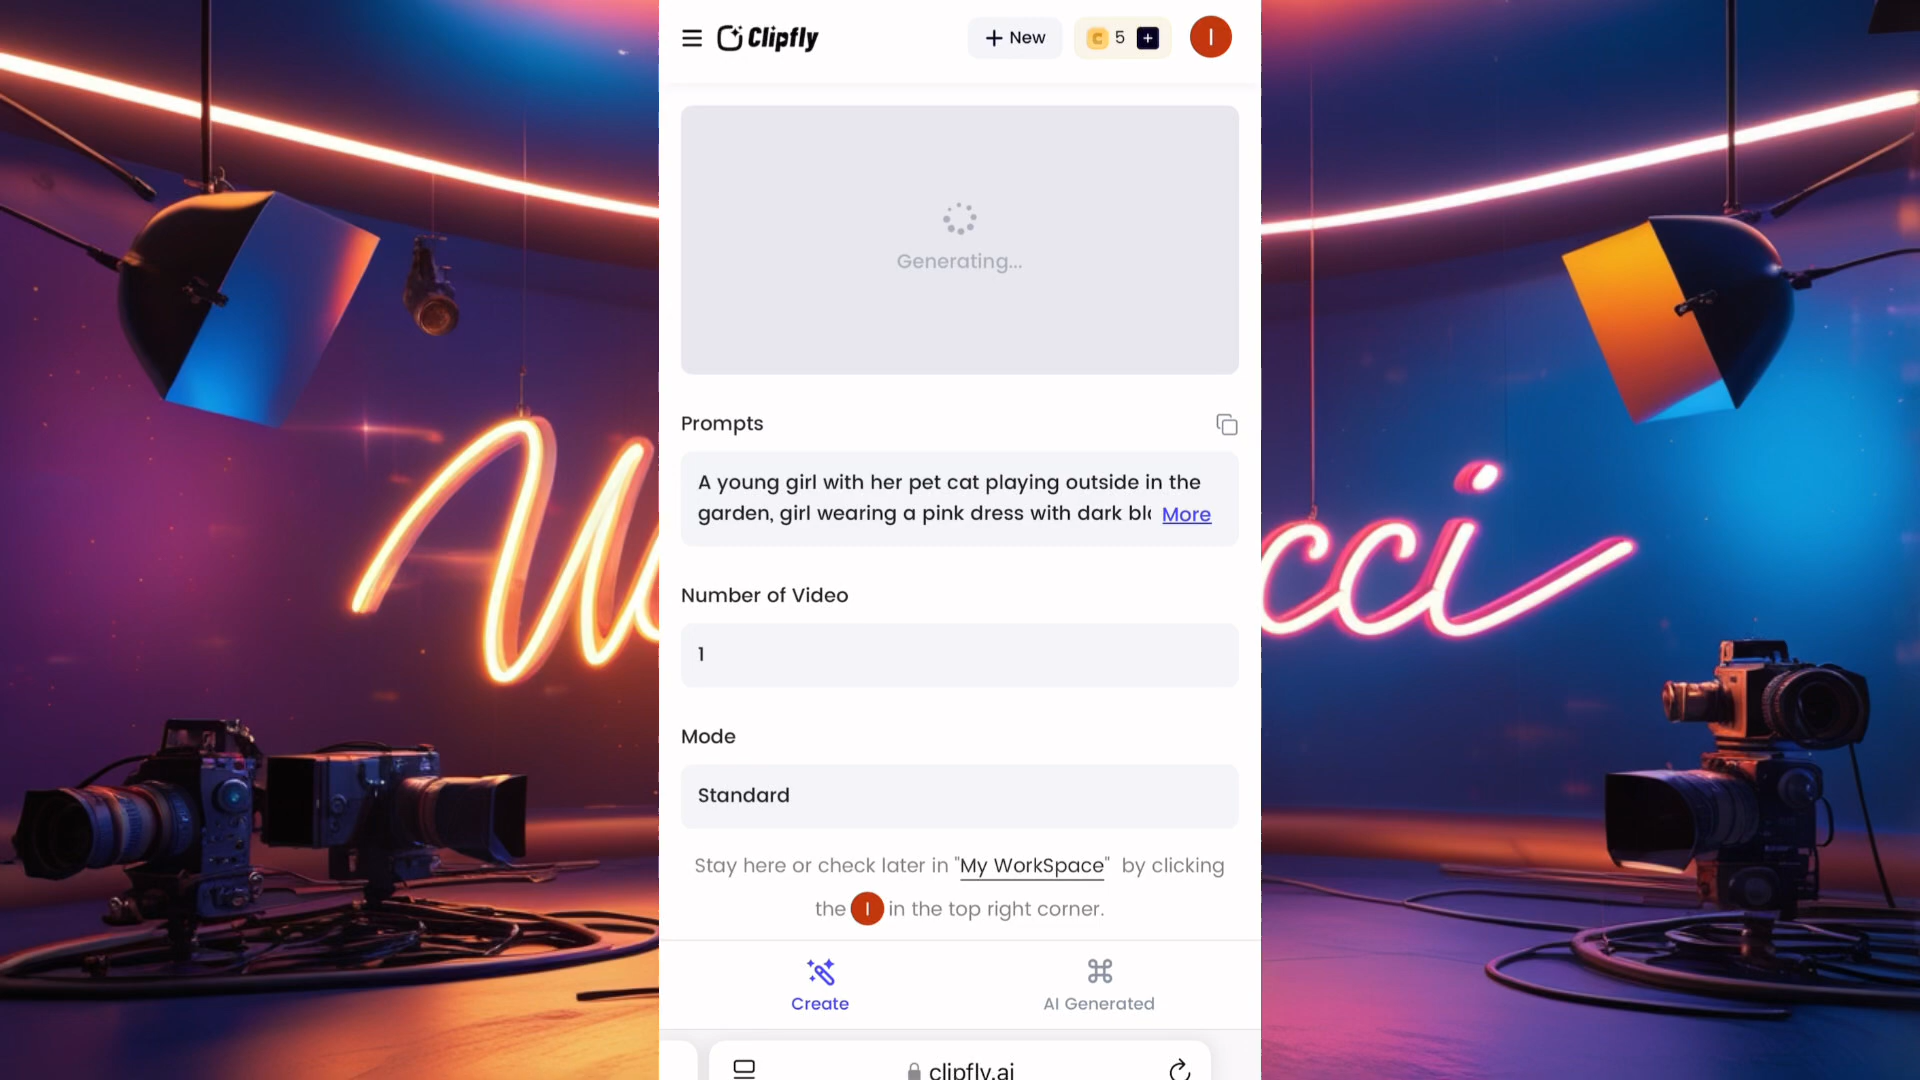 Clipfly
+ New
5
I
Generating...
Prompts
A young girl with her pet cat playing outside in the
garden, girl wearing a pink dress with dark blo More
Number of Video
1
Mode
Standard
Stay here or check later in "My WorkSpace" by clicking
the I in the top right corner.
Create
AI Generated
clipfly.ai
cci